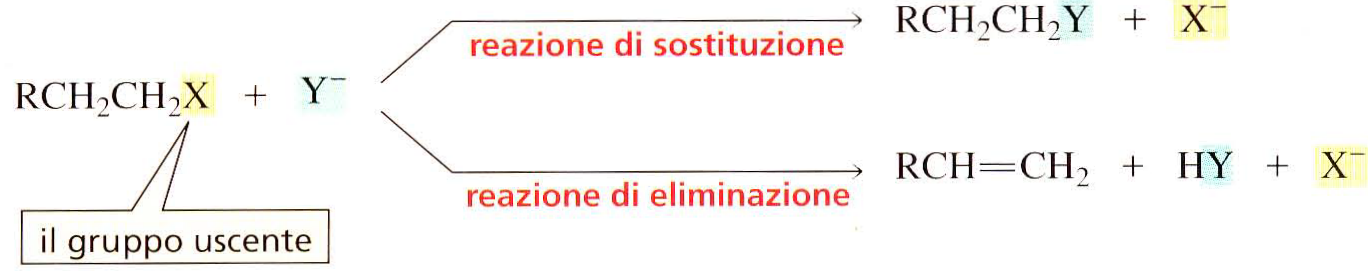 RCH₂CH₂Y + X⁻
reazione di sostituzione
RCH₂CH₂X + Y⁻
RCH=CH₂ + HY + X⁻
reazione di eliminazione
il gruppo uscente